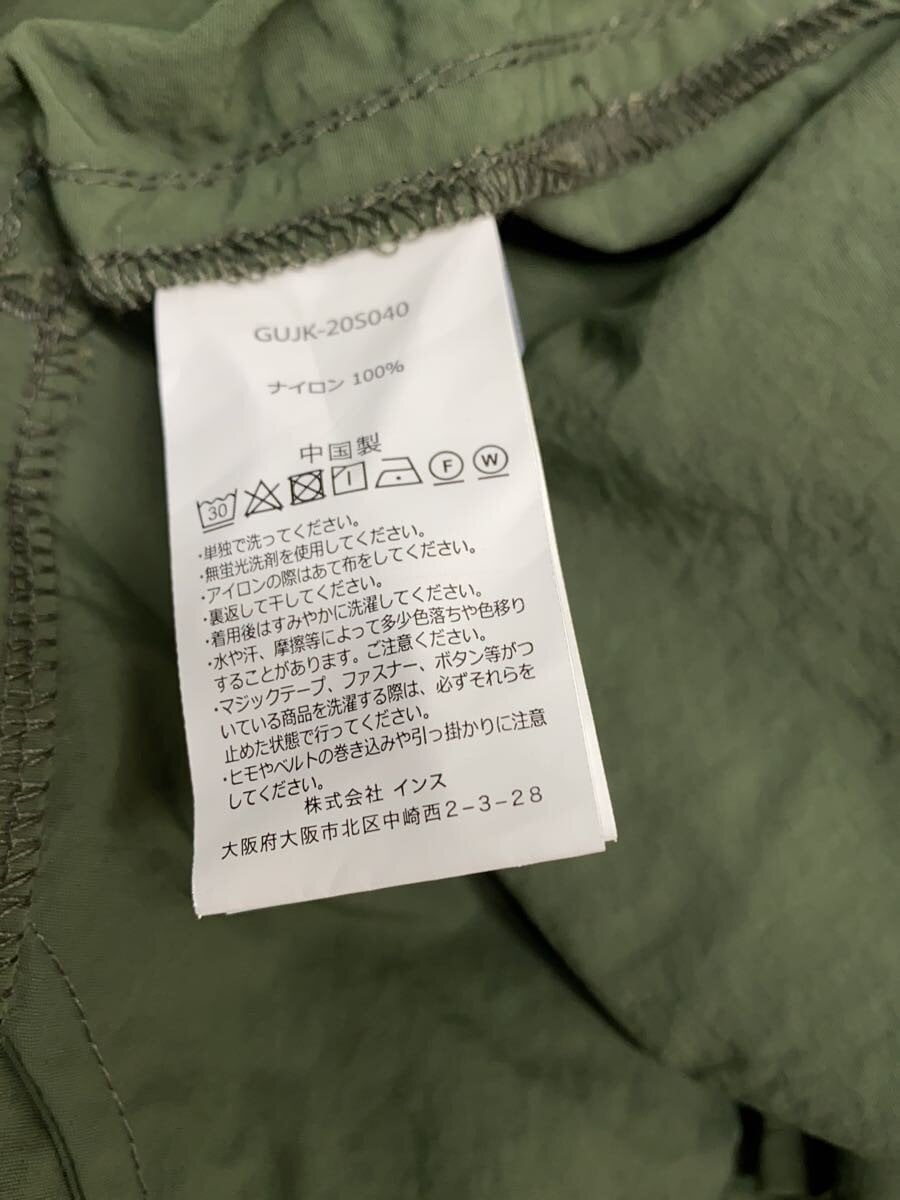 GUJK-20S040
ナイロン 100%
中国製
30 F W
・単独で洗ってください。
・無蛍光洗剤を使用してください。
・アイロンの際はあて布をしてください。
・裏返して干してください。
・着用後はすみやかに洗濯してください。
・水や汗、摩擦等によって多少色落ちや色移り
することがあります。ご注意ください。
・マジックテープ、ファスナー、ボタン等がつ
いている商品を洗濯する際は、必ずそれらを
止めた状態で行ってください。
・ヒモやベルトの巻き込みや引っ掛かりに注意
してください。
株式会社 インス
大阪府大阪市北区中崎西2-3-28